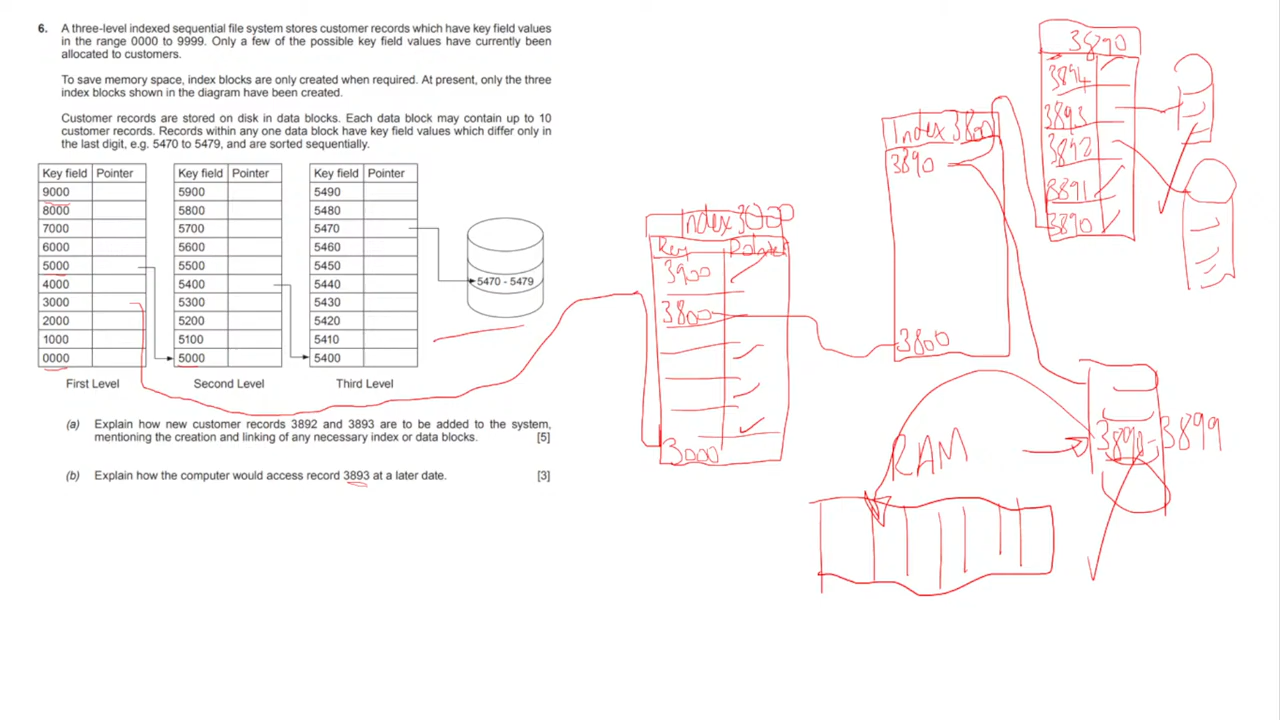 6. A three-level indexed sequential file system stores customer records which have key field values
in the range 0000 to 9999. Only a few of the possible key field values have currently been
allocated to customers.
To save memory space, index blocks are only created when required. At present, only the three
index blocks shown in the diagram have been created.
Customer records are stored on disk in data blocks. Each data block may contain up to 10
customer records. Records within any one data block have key field values which differ only in
the last digit, e.g. 5470 to 5479, and are sorted sequentially.
Key field Pointer
9000
8000
7000
6000
5000
4000
3000
2000
1000
0000
First Level
Key field Pointer
5900
5800
5700
5600
5500
5400
5300
5200
5100
5000
Second Level
Key field Pointer
5490
5480
5470
5460
5450
5440
5430
5420
5410
5400
Third Level
5470 - 5479
(a) Explain how new customer records 3892 and 3893 are to be added to the system,
mentioning the creation and linking of any necessary index or data blocks. [5]
(b) Explain how the computer would access record 3893 at a later date. [3]
Index 3000
Key Pointer
3900
3800
3000
Index 3800
3890
3800
3890
3894
3893
3892
3891
3890
3890-3899
RAM